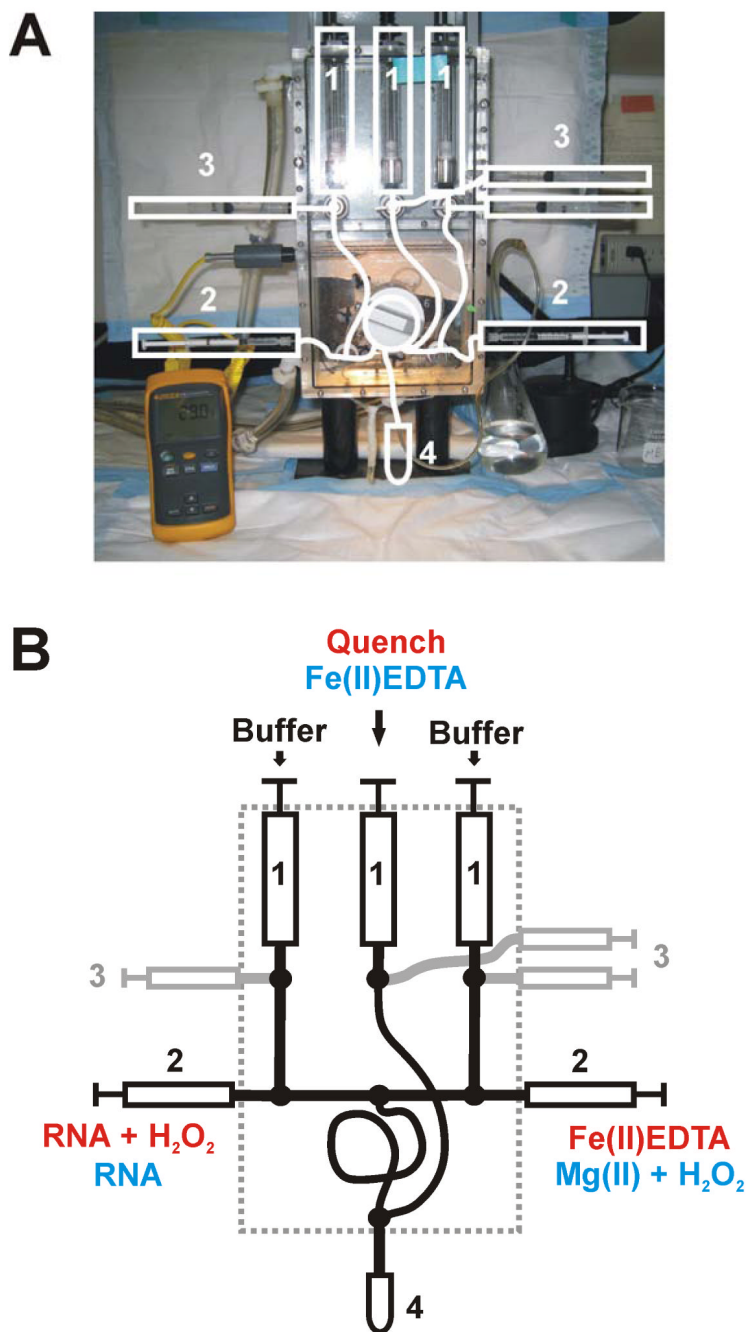 A
1 1 1
3 3
2 2
4
B
Quench
Fe(II)EDTA
Buffer Buffer
1 1 1
3 3
2 2
RNA + H₂O₂ Fe(II)EDTA
RNA Mg(II) + H₂O₂
4